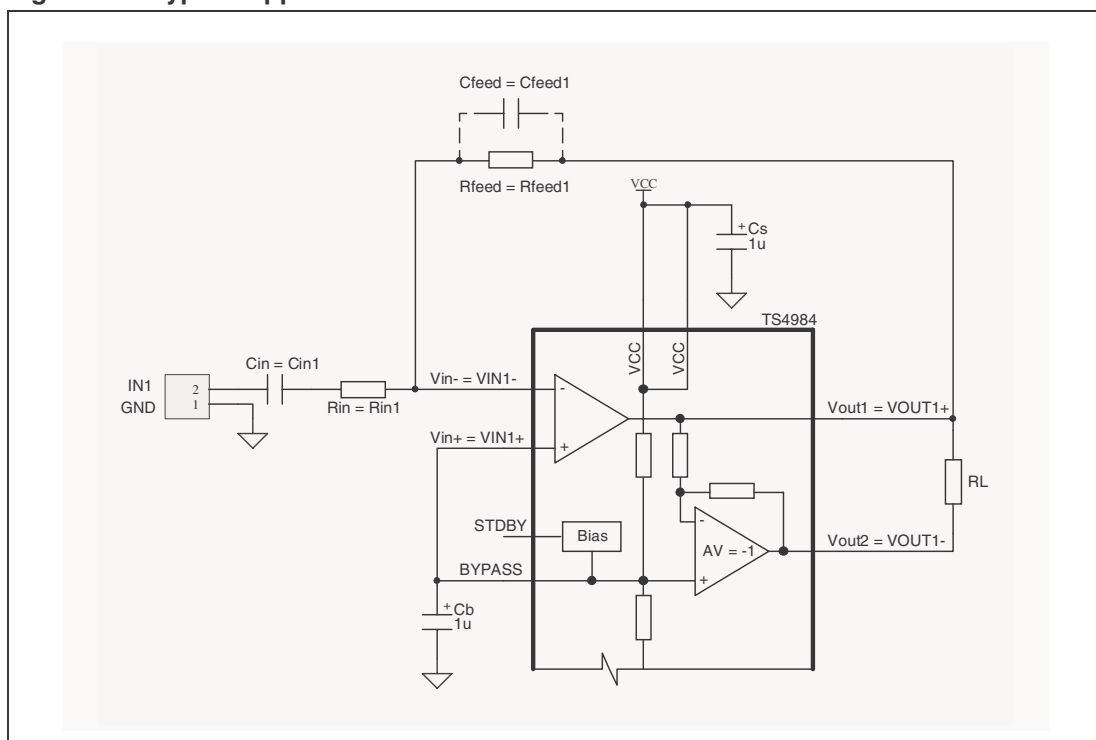 Cfeed = Cfeed1
Rfeed = Rfeed1
VCC
+
Cs
1u
TS4984
VCC
VCC
Cin = Cin1
IN1
2
GND
1
Rin = Rin1
Vin- = VIN1-
-
Vin+ = VIN1+
+
Vout1 = VOUT1+
RL
STDBY
Bias
-
AV = -1
+
Vout2 = VOUT1-
BYPASS
+
Cb
1u